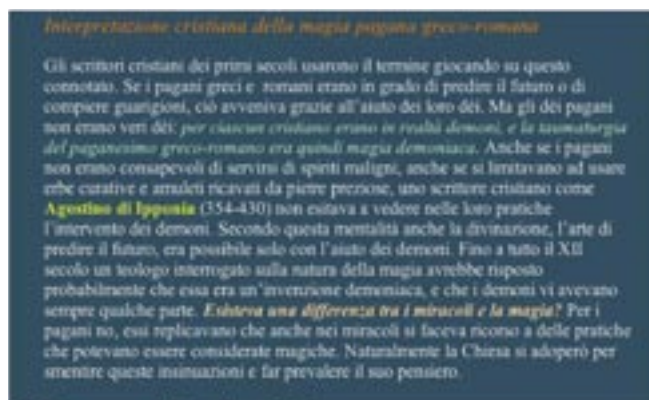 Interpretazione cristiana della magia pagana greco-romana
Gli scrittori cristiani dei primi secoli usarono il termine giocando su questo
connotato. Se i pagani greci e romani erano in grado di predire il futuro o di
compiere guarigioni, ciò avveniva grazie all'aiuto dei loro dèi. Ma gli dèi pagani
non erano veri dèi: per ciascun cristiano erano in realtà demoni, e la taumaturgia
del paganesimo greco-romano era quindi magia demoniaca. Anche se i pagani
non erano consapevoli di servirsi di spiriti maligni, anche se si limitavano ad usare
erbe curative e amuleti ricavati da pietre preziose, uno scrittore cristiano come
Agostino di Ipponia (354-430) non esitava a vedere nelle loro pratiche
l'intervento dei demoni. Secondo questa mentalità anche la divinazione, l'arte di
predire il futuro, era possibile solo con l'aiuto dei demoni. Fino a tutto il XII
secolo un teologo interrogato sulla natura della magia avrebbe risposto
probabilmente che essa era un'invenzione demoniaca, e che i demoni vi avevano
sempre qualche parte. Esisteva una differenza tra i miracoli e la magia? Per i
pagani no, essi replicavano che anche nei miracoli si faceva ricorso a delle pratiche
che potevano essere considerate magiche. Naturalmente la Chiesa si adoperò per
smentire queste insinuazioni e far prevalere il suo pensiero.